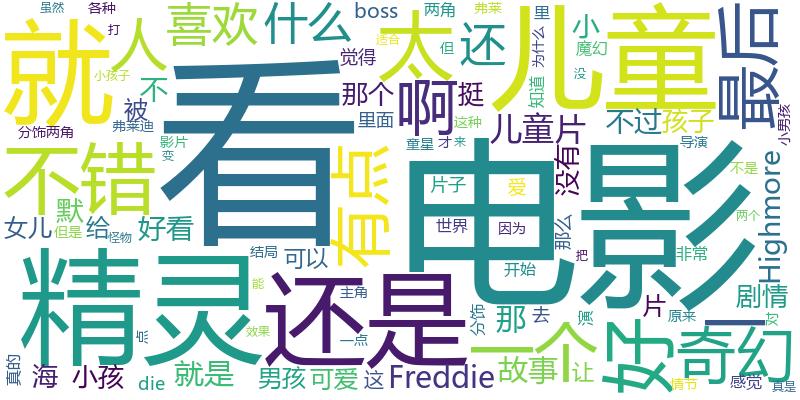 虽然 各种 喜欢 什么 boss 两角 弗莱 里 小 为什么 魔幻 最后
打 人 觉得 太 还 但 适合 儿童
就 小孩子 不 那个 啊 挺 知道 没
分饰两角 弗莱迪 被 看 里面 童星 才 来 这种 儿童片 不过 孩子 小男孩
不错 影片 变 有点 电影 片子 爱 没有 导演 不是
女儿 默 给 好看 世界 因为 那么 两个 Highmore
但是 怪物 结局 可以 开始 把 非常
精灵 能 还是 主角 分饰 那 去 演 片 原来 剧情 一
真的 点 效果 一点 一个 好 奇幻 对
海 小孩 die 就是 男孩 可爱 这 Freddie 故事 让 情节 感觉 真是